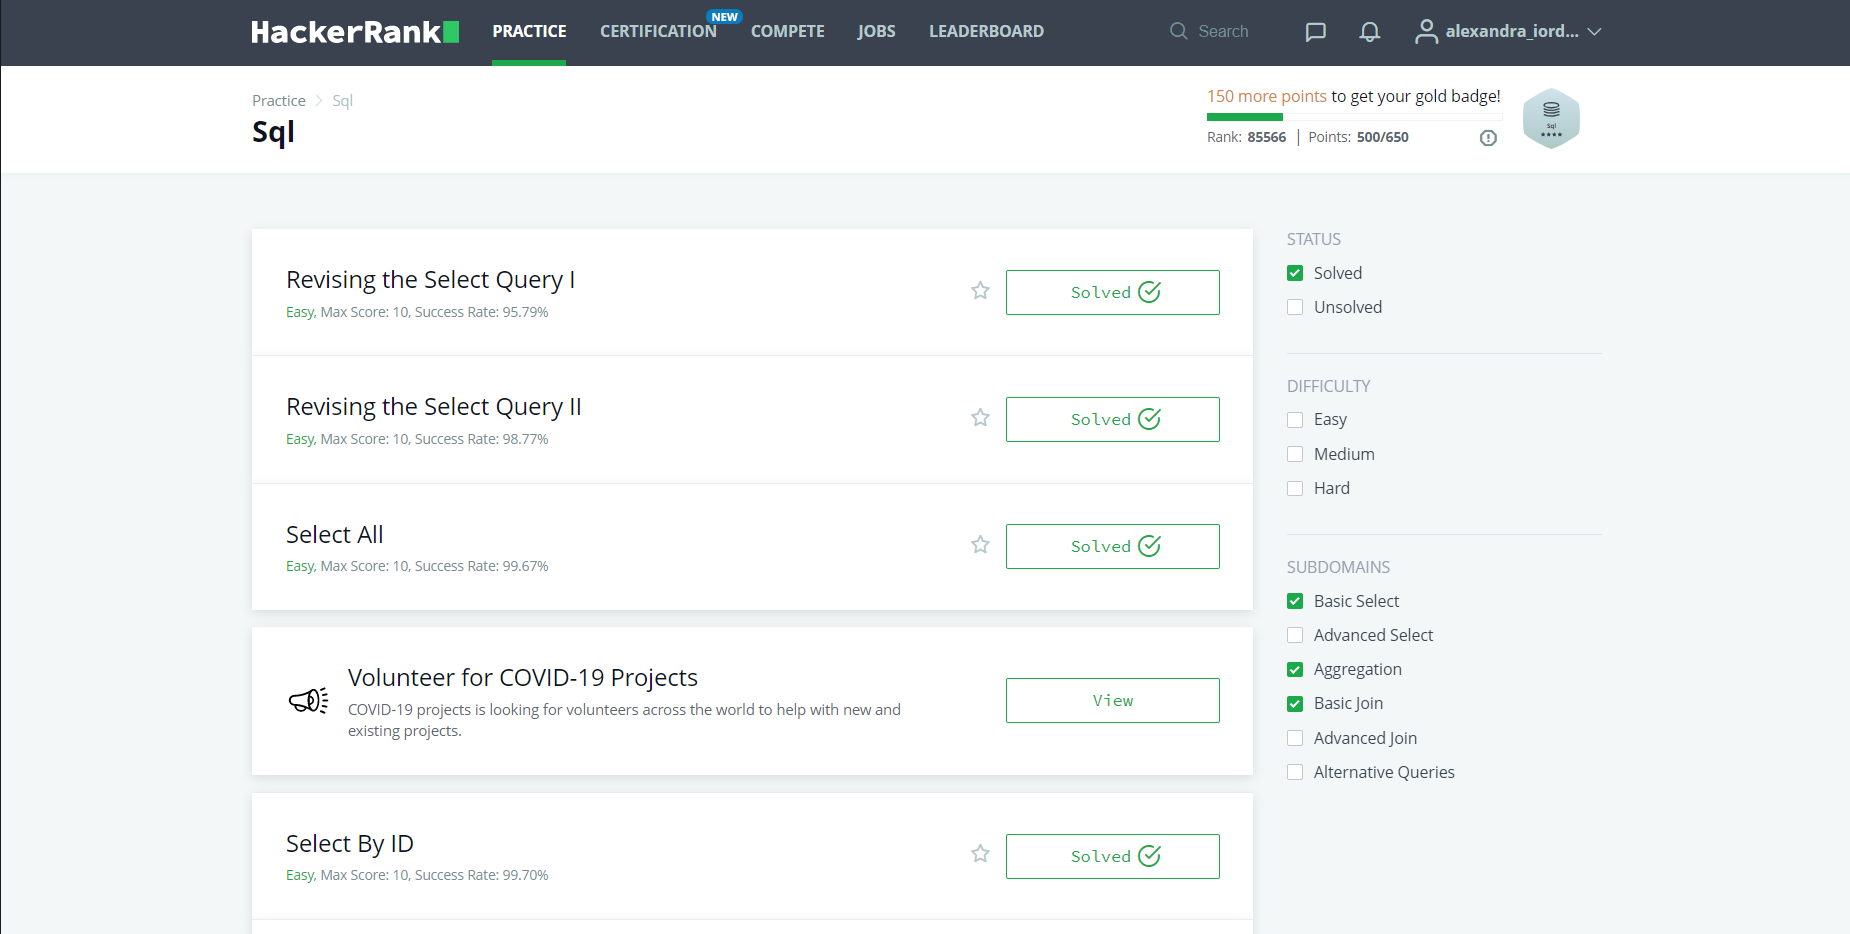 HackerRank
PRACTICE
CERTIFICATION
NEW
COMPETE
JOBS
LEADERBOARD
Search
alexandra_iord...
Practice > Sql
Sql
150 more points to get your gold badge!
Rank: 85566 | Points: 500/650
Sql
Revising the Select Query I
Easy, Max Score: 10, Success Rate: 95.79%
Solved
Revising the Select Query II
Easy, Max Score: 10, Success Rate: 98.77%
Solved
Select All
Easy, Max Score: 10, Success Rate: 99.67%
Solved
Volunteer for COVID-19 Projects
COVID-19 projects is looking for volunteers across the world to help with new and
existing projects.
View
Select By ID
Easy, Max Score: 10, Success Rate: 99.70%
Solved
STATUS
Solved
Unsolved
DIFFICULTY
Easy
Medium
Hard
SUBDOMAINS
Basic Select
Advanced Select
Aggregation
Basic Join
Advanced Join
Alternative Queries